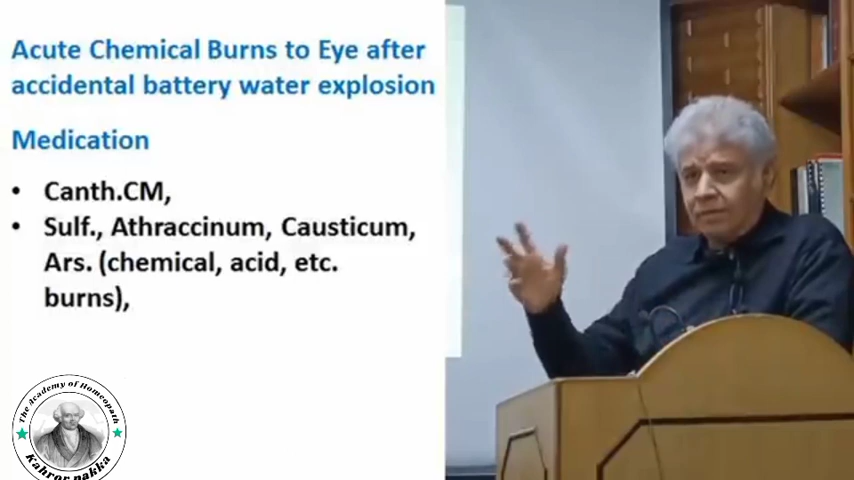 Acute Chemical Burns to Eye after
accidental battery water explosion
Medication
• Canth.CM,
• Sulf., Athraccinum, Causticum,
Ars. (chemical, acid, etc.
burns),
The Academy of Homeopath
Kahror pakka